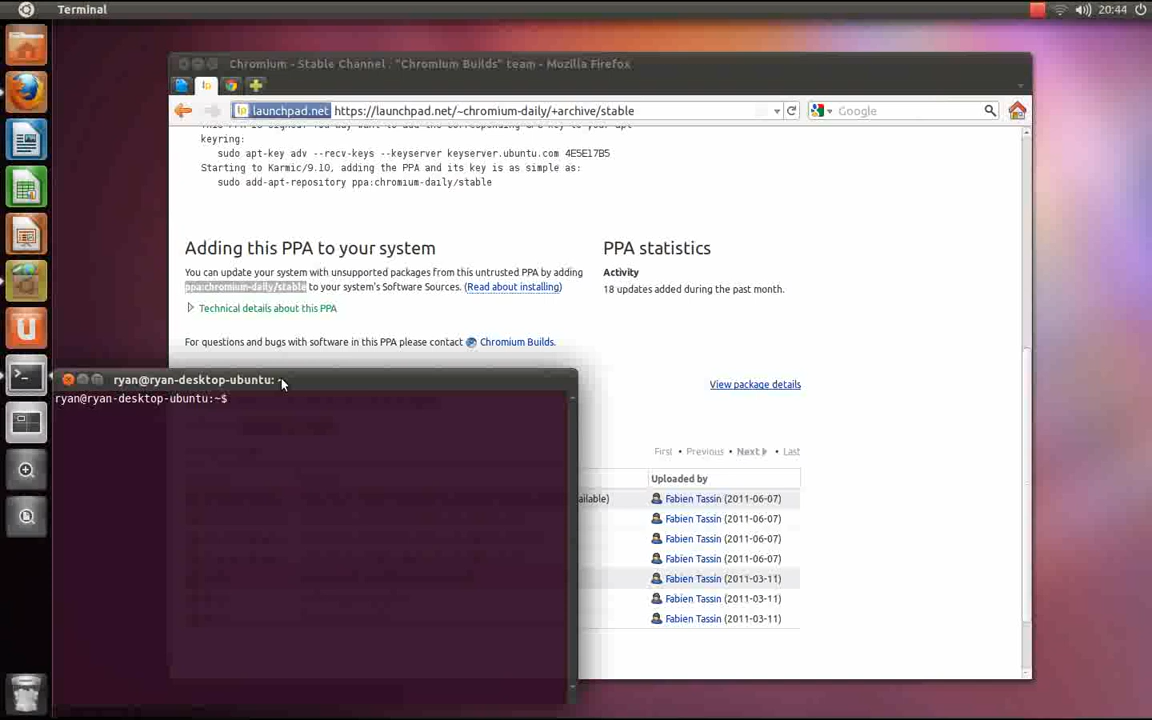 Terminal
20:44
Chromium - Stable Channel : "Chromium Builds" team - Mozilla Firefox
launchpad.net https://launchpad.net/~chromium-daily/+archive/stable
Google
keyring:
sudo apt-key adv --recv-keys --keyserver keyserver.ubuntu.com 4E5E17B5
Starting to Karmic/9.10, adding the PPA and its key is as simple as:
sudo add-apt-repository ppa:chromium-daily/stable
Adding this PPA to your system
You can update your system with unsupported packages from this untrusted PPA by adding
ppa:chromium-daily/stable to your system's Software Sources. (Read about installing)
Technical details about this PPA
For questions and bugs with software in this PPA please contact Chromium Builds.
PPA statistics
Activity
18 updates added during the past month.
View package details
First • Previous • Next • Last
Uploaded by
Fabien Tassin (2011-06-07)
Fabien Tassin (2011-06-07)
Fabien Tassin (2011-06-07)
Fabien Tassin (2011-06-07)
Fabien Tassin (2011-03-11)
Fabien Tassin (2011-03-11)
Fabien Tassin (2011-03-11)
ryan@ryan-desktop-ubuntu: ~
ryan@ryan-desktop-ubuntu:~$